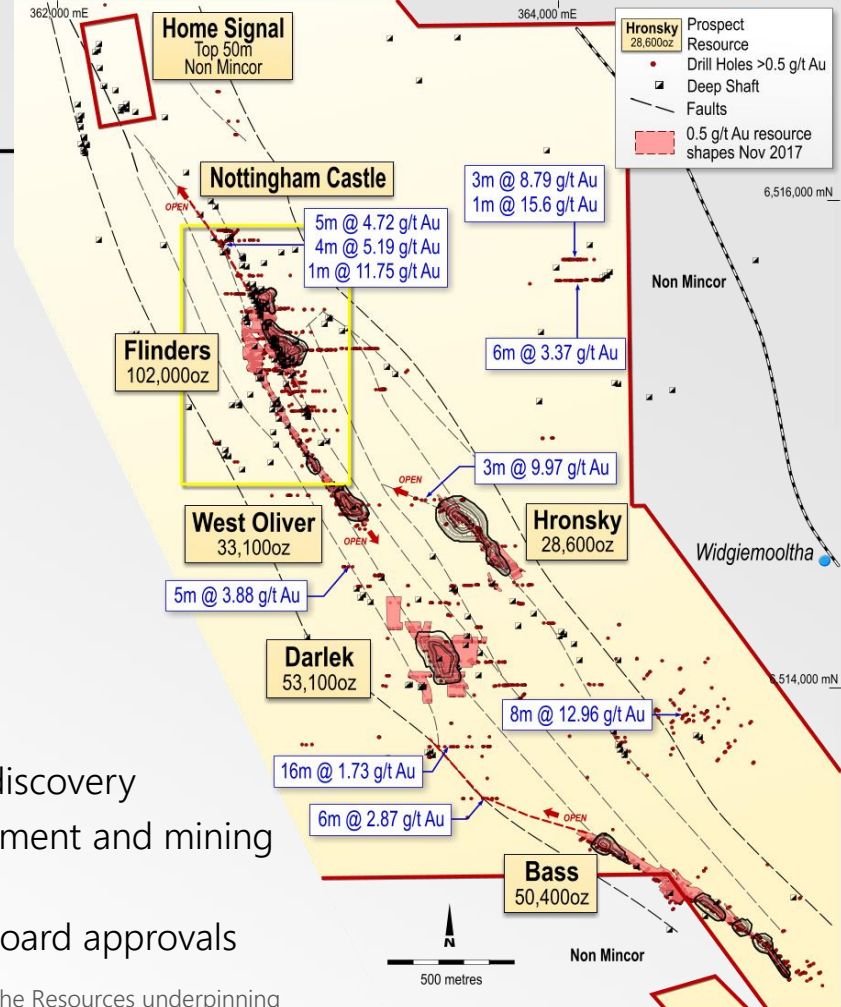 362,000 mE
364,000 mE
Home Signal
Top 50m
Non Mincor
Hronsky
28,600oz
Prospect
Resource
Drill Holes >0.5 g/t Au
Deep Shaft
Faults
0.5 g/t Au resource
shapes Nov 2017
Nottingham Castle
OPEN
3m @ 8.79 g/t Au
1m @ 15.6 g/t Au
6,516,000 mN
5m @ 4.72 g/t Au
4m @ 5.19 g/t Au
1m @ 11.75 g/t Au
Non Mincor
Flinders
102,000oz
6m @ 3.37 g/t Au
3m @ 9.97 g/t Au
OPEN
West Oliver
33,100oz
OPEN
Hronsky
28,600oz
Widgiemooltha
5m @ 3.88 g/t Au
Darlek
53,100oz
6,514,000 mN
8m @ 12.96 g/t Au
16m @ 1.73 g/t Au
discovery
6m @ 2.87 g/t Au
OPEN
ment and mining
Bass
50,400oz
oard approvals
N
500 metres
Non Mincor
he Resources underpinning